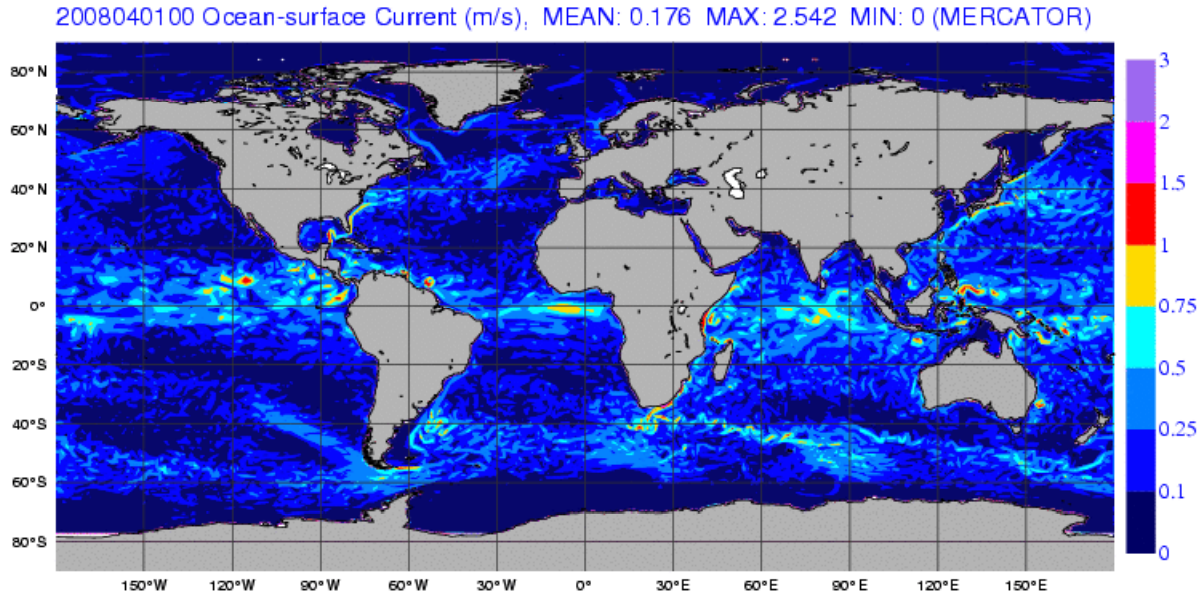 2008040100 Ocean-surface Current (m/s), MEAN: 0.176 MAX: 2.542 MIN: 0 (MERCATOR)
80°N
60°N
40°N
20°N
0°
20°S
40°S
60°S
80°S
150°W 120°W 90°W 60°W 30°W 0° 30°E 60°E 90°E 120°E 150°E
3
2
1.5
1
0.75
0.5
0.25
0.1
0